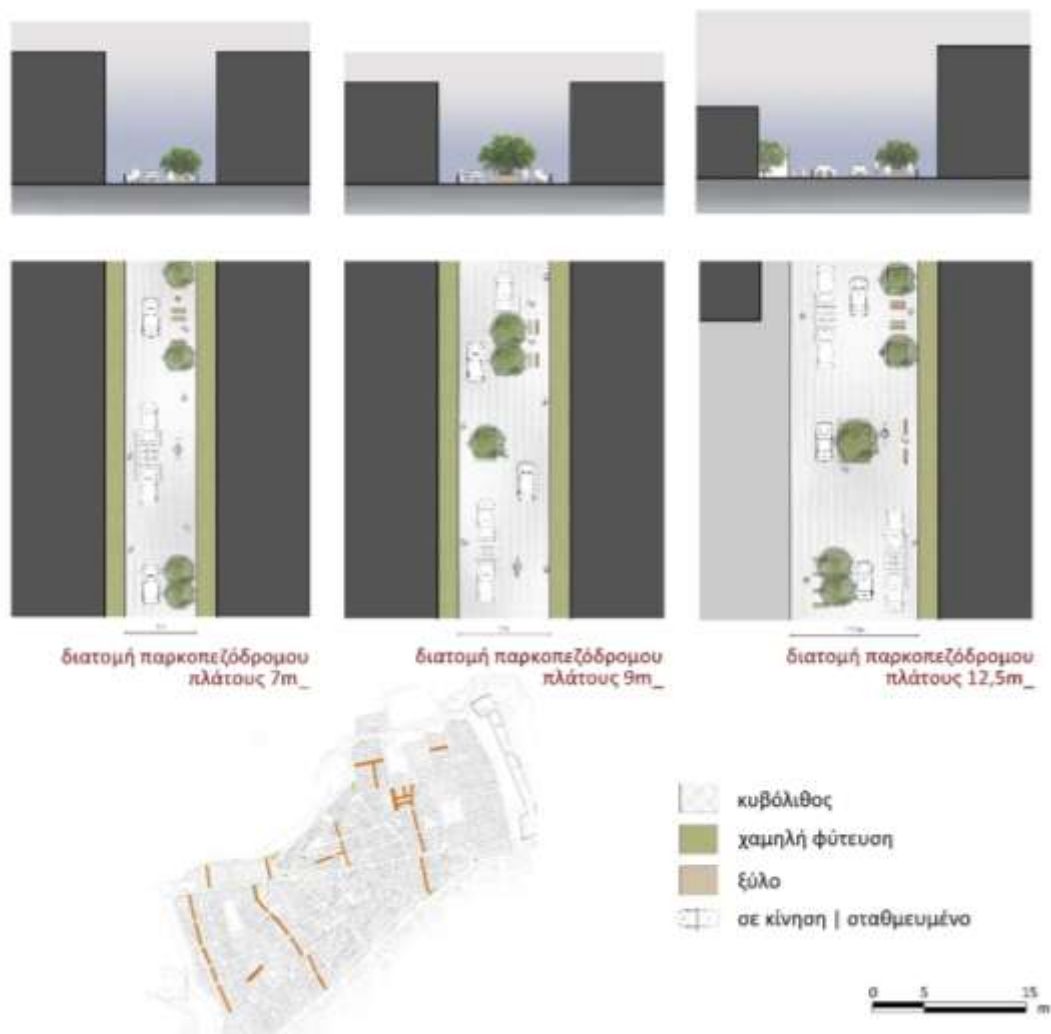 διατομή παρκοπεζόδρομου
πλάτους 7m_
διατομή παρκοπεζόδρομου
πλάτους 9m_
διατομή παρκοπεζόδρομου
πλάτους 12,5m_
κυβόλιθος
χαμηλή φύτευση
ξύλο
σε κίνηση | σταθμευμένο
0 5 15
m